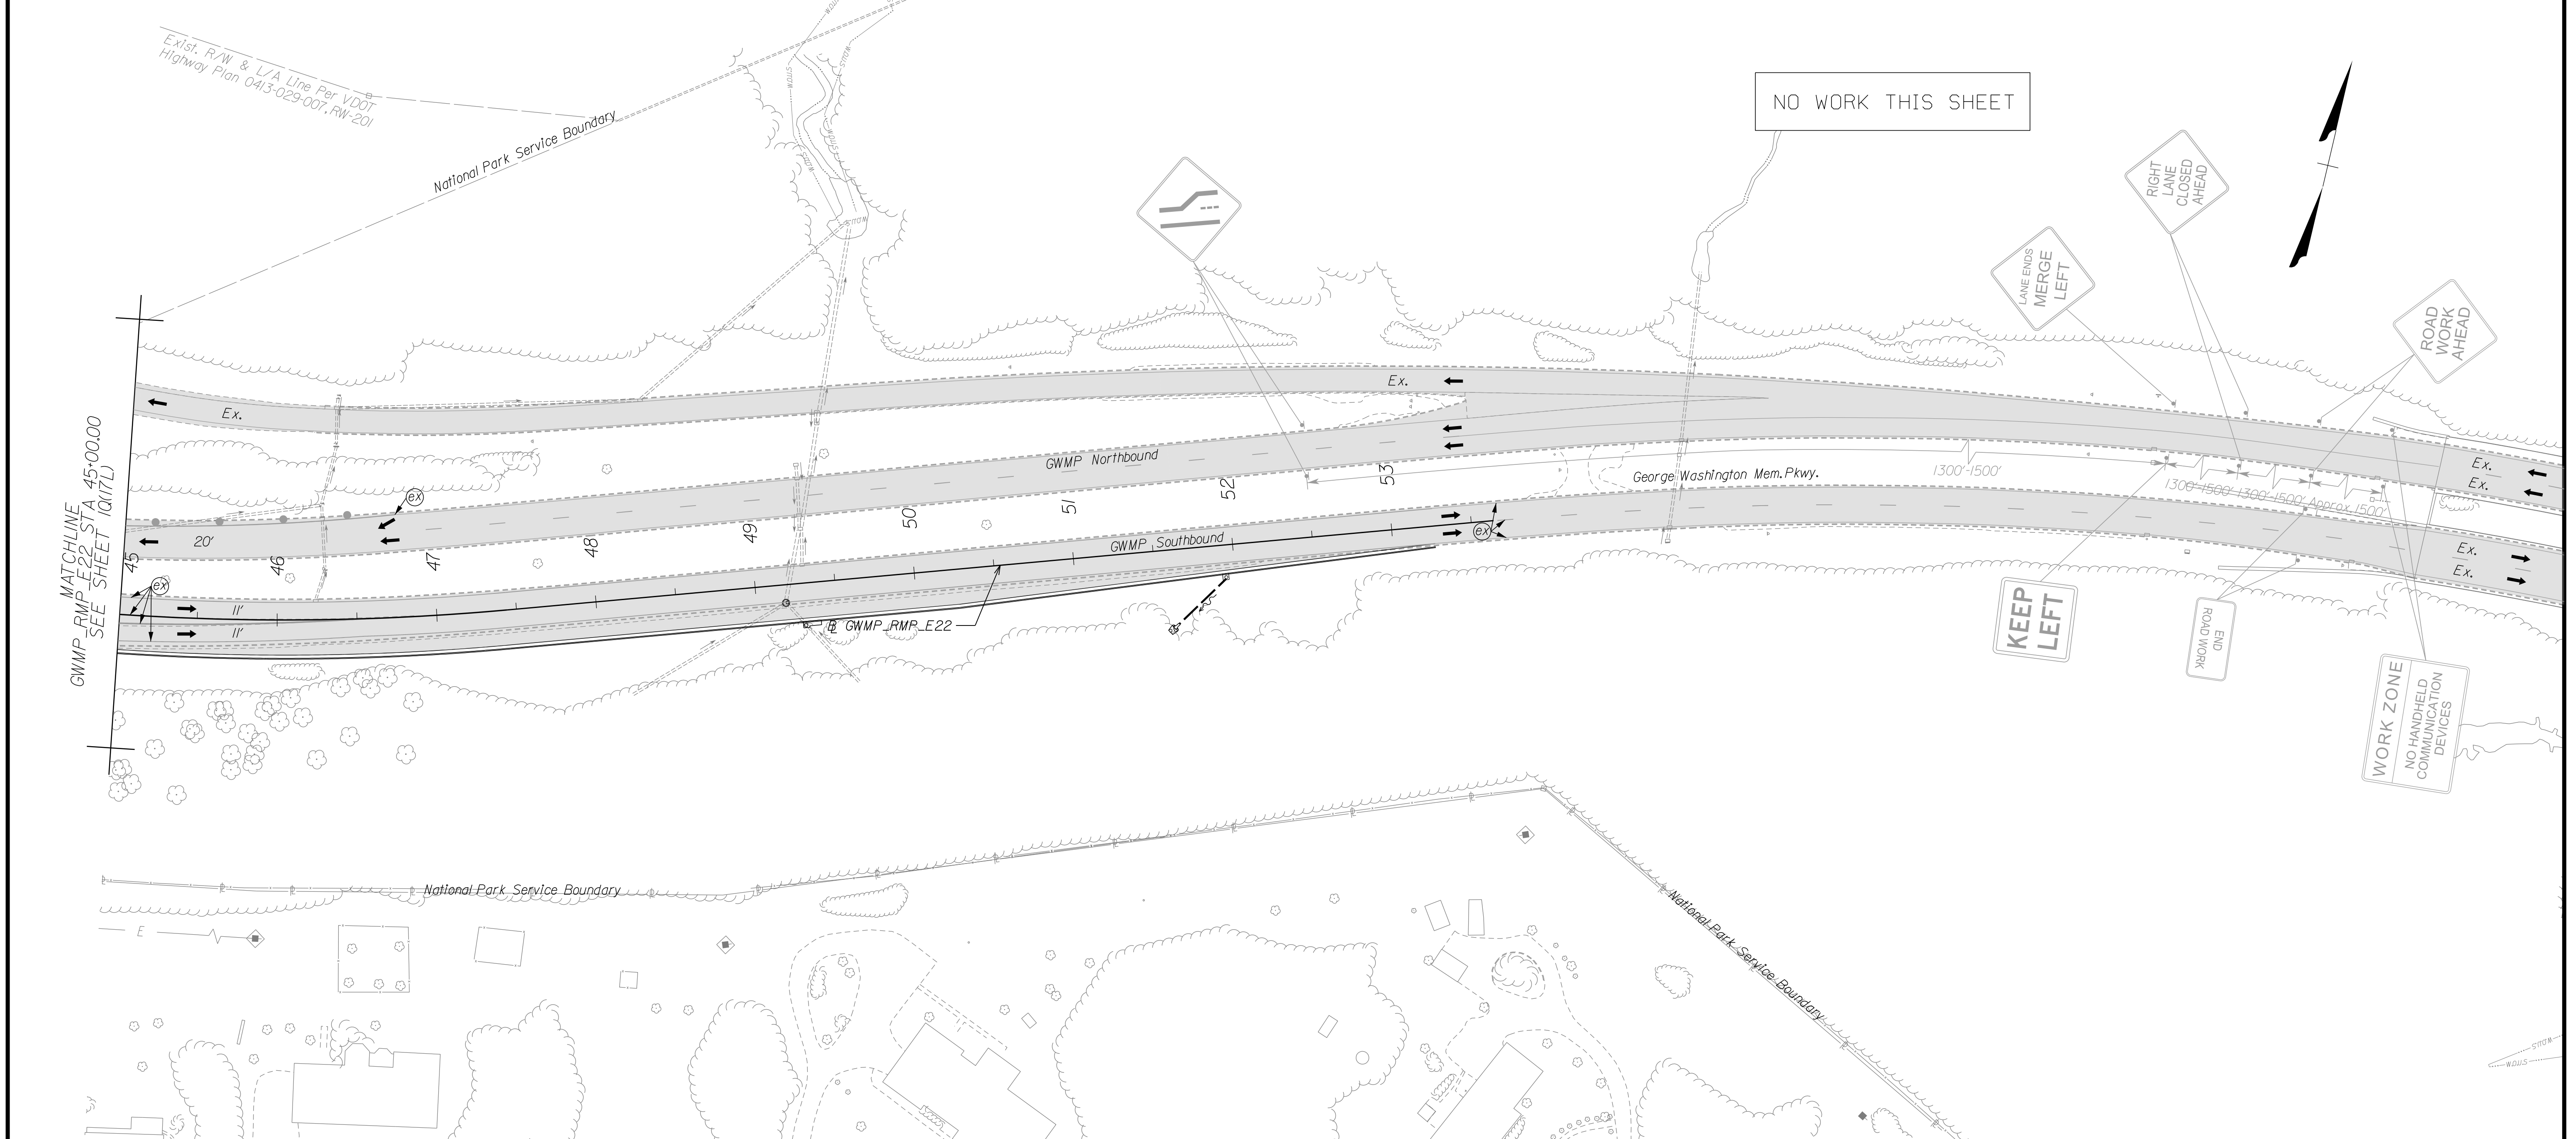 Exist. R/W & L/A Line Per VDOT
Highway Plan 0413-029-007, RW-201
National Park Service Boundary
NO WORK THIS SHEET
RIGHT
LANE
CLOSED
AHEAD
LANE ENDS
MERGE
LEFT
ROAD
WORK
AHEAD
MATCHLINE
GWMP_RMP_E22 STA 45+00.00
SEE SHEET 1Q(17L)
Ex.
Ex.
GWMP Northbound
George Washington Mem.Pkwy.
1300'-1500'
1300'-1500'
1300'-1500'
Approx. 1500'
Ex.
Ex.
Ex.
Ex.
20'
ex
ex
ex
45
46
47
48
49
50
51
52
53
GWMP Southbound
11'
11'
B GWMP_RMP_E22
KEEP
LEFT
END
ROAD WORK
WORK ZONE
NO HANDHELD
COMMUNICATION
DEVICES
National Park Service Boundary
National Park Service Boundary
E